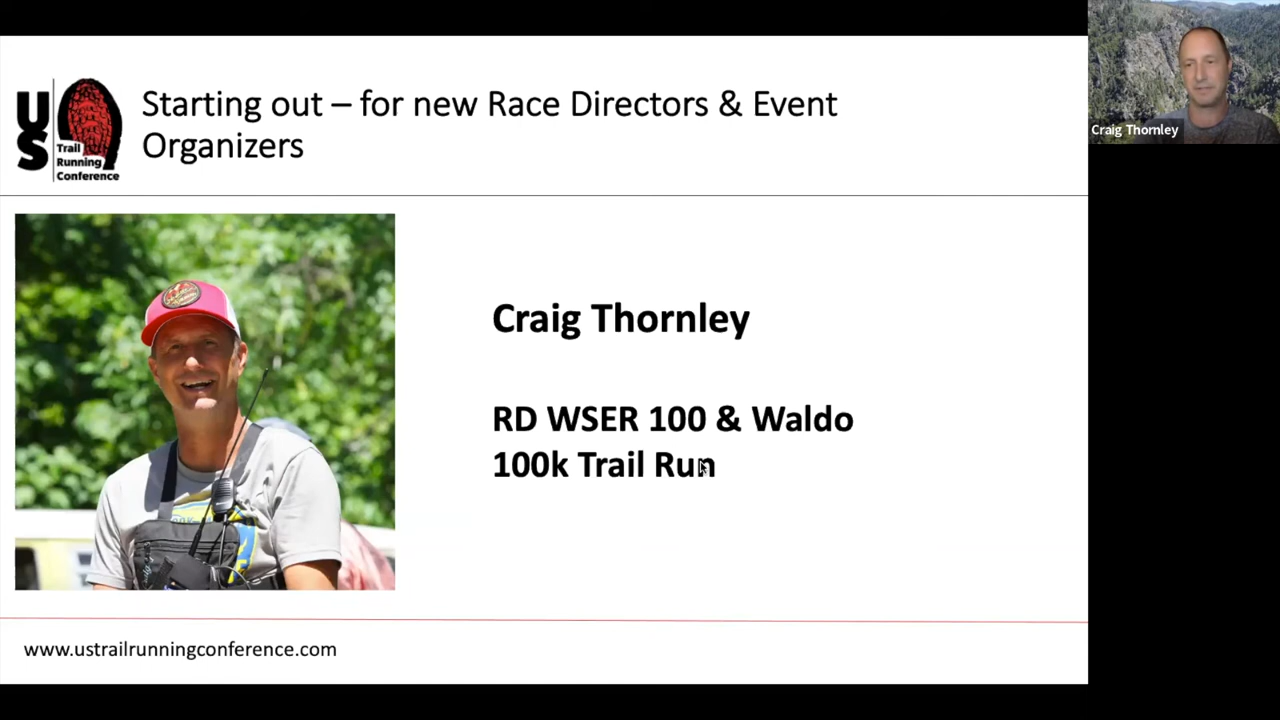 US
Trail
Running
Conference
Starting out – for new Race Directors & Event
Organizers
Craig Thornley
Craig Thornley
RD WSER 100 & Waldo
100k Trail Run
www.ustrailrunningconference.com